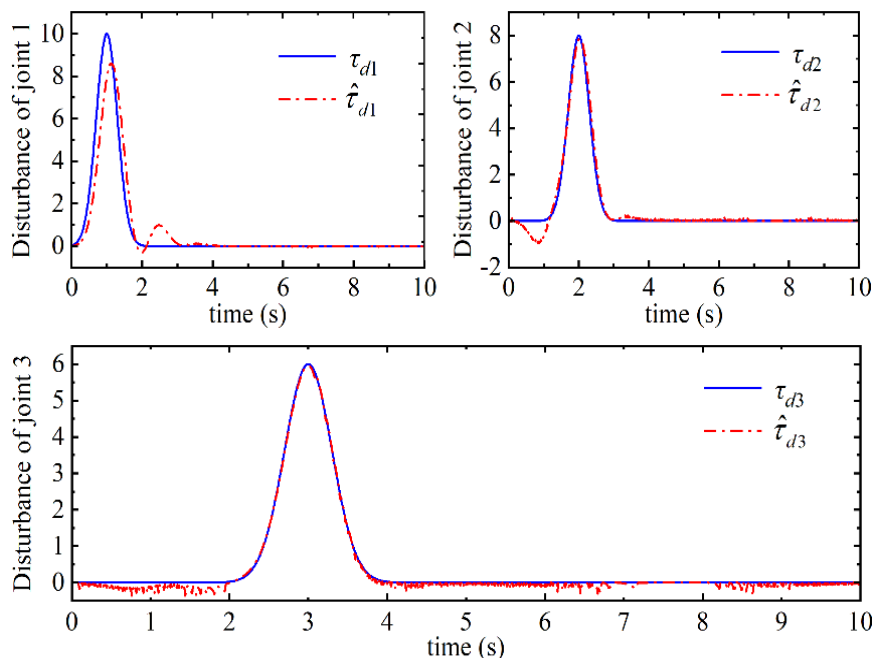 Disturbance of joint 1
10
8
6
4
2
0
0 2 4 6 8 10
time (s)
τd1
τ̂d1
Disturbance of joint 2
8
6
4
2
0
-2
0 2 4 6 8 10
time (s)
τd2
τ̂d2
Disturbance of joint 3
6
5
4
3
2
1
0
0 1 2 3 4 5 6 7 8 9 10
time (s)
τd3
τ̂d3